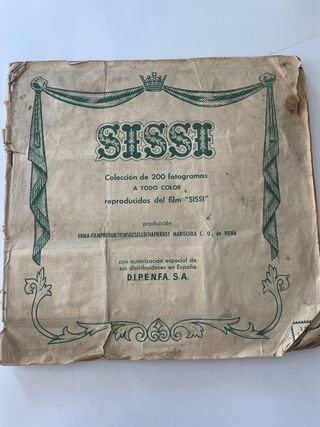 SISSI
Colección de 200 fotogramas
A TODO COLOR
reproducidos del film "SISSI"
producción
ERMA-FILMPRODUKTIONSGESELLSCHAFTERNST MARISCHKA C. O., de VIENA
con autorización especial de
sus distribuidores en España
D.I.P.E.N.F.A. S.A.